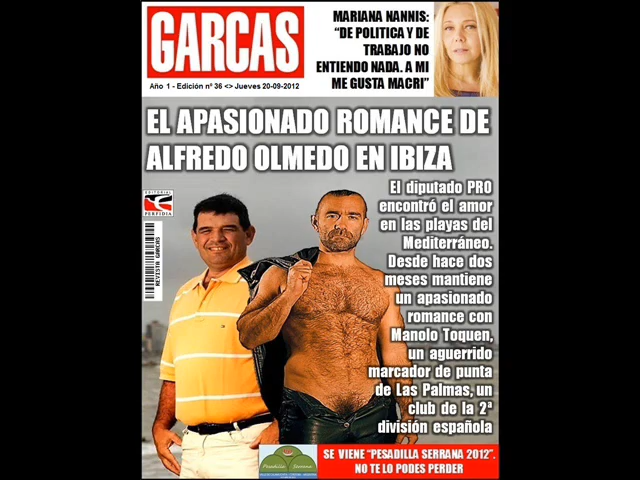 GARCAS
Año 1 - Edición nº 36 <> Jueves 20-09-2012
MARIANA NANNIS:
“DE POLITICA Y DE
TRABAJO NO
ENTIENDO NADA. A MI
ME GUSTA MACRI”
EL APASIONADO ROMANCE DE
ALFREDO OLMEDO EN IBIZA
El diputado PRO
encontró el amor
en las playas del
Mediterráneo.
Desde hace dos
meses mantiene
un apasionado
romance con
Manolo Toquen,
un aguerrido
marcador de punta
de Las Palmas, un
club de la 2ª
división española
EDITORIAL
PERFIDIA
REVISTA GARCAS
Pesadilla Serrana
SE VIENE “PESADILLA SERRANA 2012”.
NO TE LO PODES PERDER